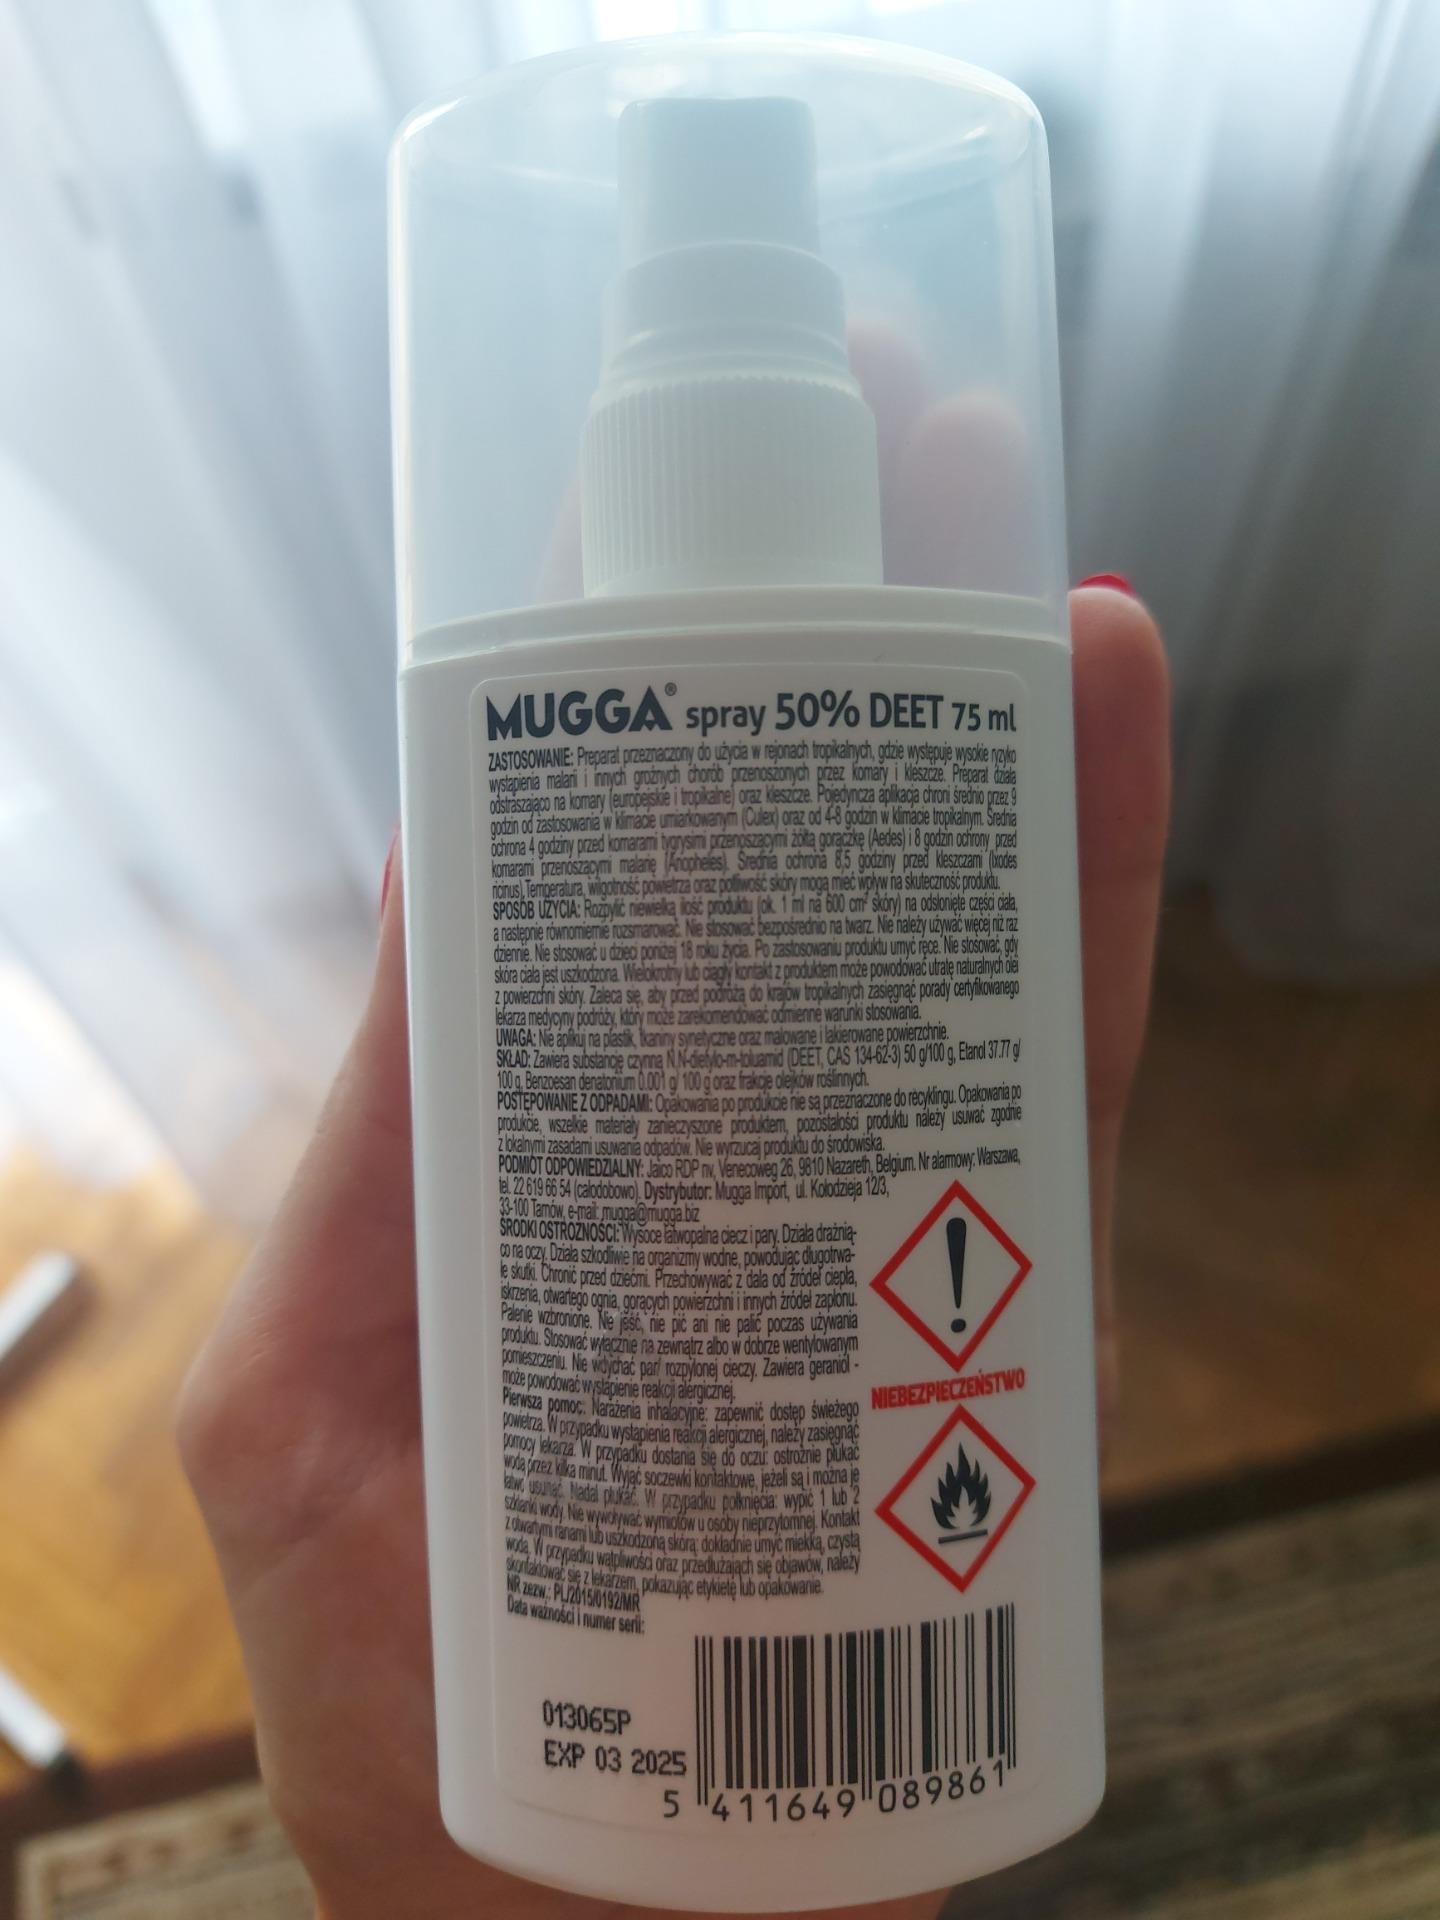 MUGGA® spray 50% DEET 75 ml
ZASTOSOWANIE: Preparat przeznaczony do użycia w rejonach tropikalnych, gdzie występuje wysokie ryzyko
wystąpienia malarii i innych groźnych chorób przenoszonych przez komary i kleszcze. Preparat działa
odstraszająco na komary (europejskie i tropikalne) oraz kleszcze. Pojedyncza aplikacja chroni średnio przez 9
godzin od zastosowania w klimacie umiarkowanym (Culex) oraz od 4-8 godzin w klimacie tropikalnym. Średnia
ochrona 4 godziny przed komarami tygrysimi przenoszącymi żółtą gorączkę (Aedes) i 8 godzin ochrony przed
komarami przenoszącymi malarię (Anopheles). Średnia ochrona 8,5 godziny przed kleszczami (Ixodes
ricinus).Temperatura, wilgotność powietrza oraz potliwość skóry mogą mieć wpływ na skuteczność produktu.
SPOSÓB UŻYCIA: Rozpylić niewielką ilość produktu (ok. 1 ml na 600 cm² skóry) na odsłonięte części ciała,
a następnie równomiernie rozsmarować. Nie stosować bezpośrednio na twarz. Nie należy używać więcej niż raz
dziennie. Nie stosować u dzieci poniżej 18 roku życia. Po zastosowaniu produktu umyć ręce. Nie stosować, gdy
skóra ciała jest uszkodzona. Wielokrotny lub ciągły kontakt z produktem może powodować utratę naturalnych olei
z powierzchni skóry. Zaleca się, aby przed podróżą do krajów tropikalnych zasięgnąć porady certyfikowanego
lekarza medycyny podróży, który może zarekomendować odmienne warunki stosowania.
UWAGA: Nie aplikuj na plastik, tkaniny syntetyczne oraz malowane i lakierowane powierzchnie.
SKŁAD: Zawiera substancję czynną N,N-dietylo-m-toluamid (DEET, CAS 134-62-3) 50 g/100 g, Etanol 37.77 g/
100 g, Benzoesan denatonium 0.001 g/ 100 g oraz frakcje olejków roślinnych.
POSTĘPOWANIE Z ODPADAMI: Opakowania po produkcie nie są przeznaczone do recyklingu. Opakowania po
produkcie, wszelkie materiały zanieczyszone produktem, pozostałości produktu należy usuwać zgodnie
z lokalnymi zasadami usuwania odpadów. Nie wyrzucaj produktu do środowiska.
PODMIOT ODPOWIEDZIALNY: Jaico RDP nv, Venecoweg 26, 9810 Nazareth, Belgium. Nr alarmowy: Warszawa,
tel. 22 619 66 54 (całodobowo). Dystrybutor: Mugga Import, ul. Kołodzieja 12/3,
33-100 Tarnów, e-mail: mugga@mugga.biz
ŚRODKI OSTROŻNOŚCI: Wysoce łatwopalna ciecz i pary. Działa drażnią-
co na oczy. Działa szkodliwie na organizmy wodne, powodując długotrwa-
łe skutki. Chronić przed dziećmi. Przechowywać z dala od źródeł ciepła,
iskrzenia, otwartego ognia, gorących powierzchni i innych źródeł zapłonu.
Palenie wzbronione. Nie jeść, nie pić ani nie palić poczas używania
produktu. Stosować wyłącznie na zewnątrz albo w dobrze wentylowanym
pomieszczeniu. Nie wdychać par/ rozpylonej cieczy. Zawiera geraniol -
może powodować wystąpienie reakcji alergicznej.
Pierwsza pomoc: Narażenia inhalacyjne: zapewnić dostęp świeżego
powietrza. W przypadku wystąpienia reakcji alergicznej, należy zasięgnąć
pomocy lekarza. W przypadku dostania się do oczu: ostrożnie płukać
wodą przez kilka minut. Wyjąć soczewki kontaktowe, jeżeli są i można je
łatwo usunąć. Nadal płukać. W przypadku połknięcia: wypić 1 lub 2
szklanki wody. Nie wywoływać wymiotów u osoby nieprzytomnej. Kontakt
z otwartymi ranami lub uszkodzoną skórą: dokładnie umyć miękką, czystą
wodą. W przypadku wątpliwości oraz przedłużajch się objawów, należy
skontaktować się z lekarzem, pokazując etykietę lub opakowanie.
NR zezw.: PL/2015/0192/MR
Data ważności i numer serii:
NIEBEZPIECZEŃSTWO
013065P
EXP 03 2025
5 411649 089861